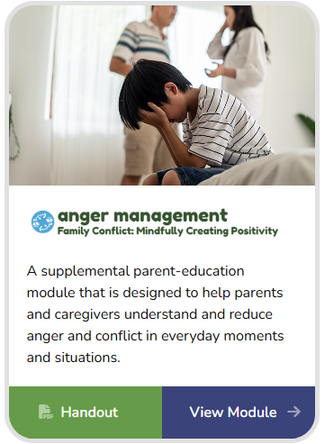 anger management
Family Conflict: Mindfully Creating Positivity
A supplemental parent-education
module that is designed to help parents
and caregivers understand and reduce
anger and conflict in everyday moments
and situations.
Handout
View Module